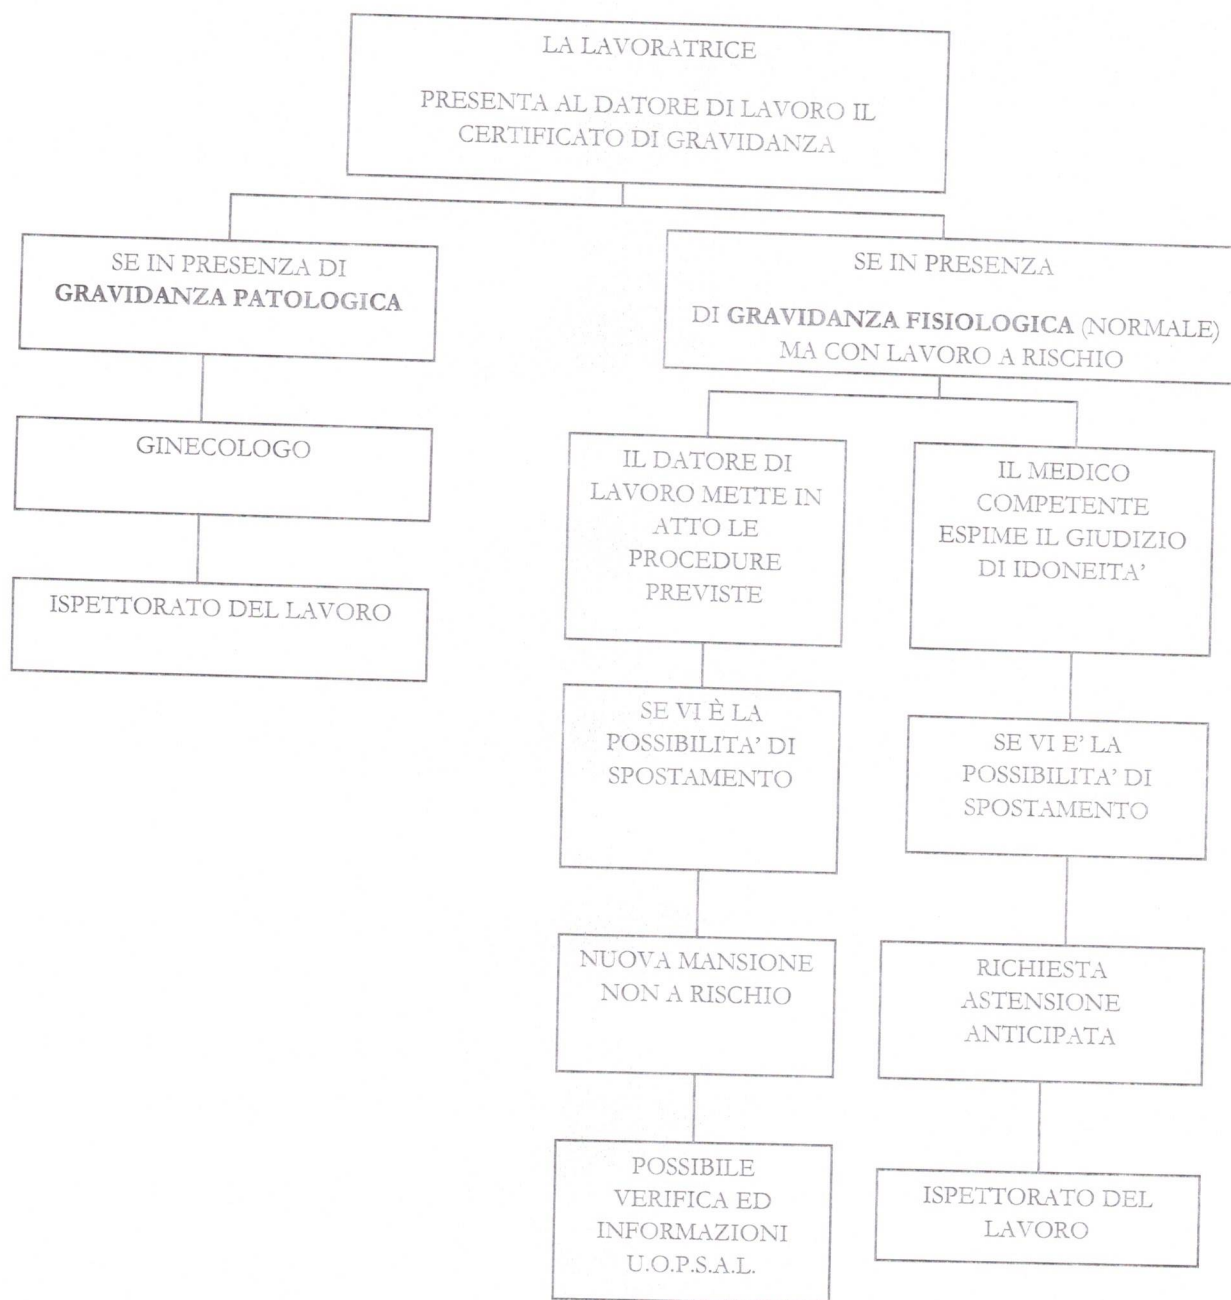 LA LAVORATRICE
PRESENTA AL DATORE DI LAVORO IL
CERTIFICATO DI GRAVIDANZA
SE IN PRESENZA DI
GRAVIDANZA PATOLOGICA
GINECOLOGO
ISPETTORATO DEL LAVORO
SE IN PRESENZA
DI GRAVIDANZA FISIOLOGICA (NORMALE)
MA CON LAVORO A RISCHIO
IL DATORE DI
LAVORO METTE IN
ATTO LE
PROCEDURE
PREVISTE
SE VI È LA
POSSIBILITA' DI
SPOSTAMENTO
NUOVA MANSIONE
NON A RISCHIO
POSSIBILE
VERIFICA ED
INFORMAZIONI
U.O.P.S.A.L.
IL MEDICO
COMPETENTE
ESPIME IL GIUDIZIO
DI IDONEITA'
SE VI E' LA
POSSIBILITA' DI
SPOSTAMENTO
RICHIESTA
ASTENSIONE
ANTICIPATA
ISPETTORATO DEL
LAVORO